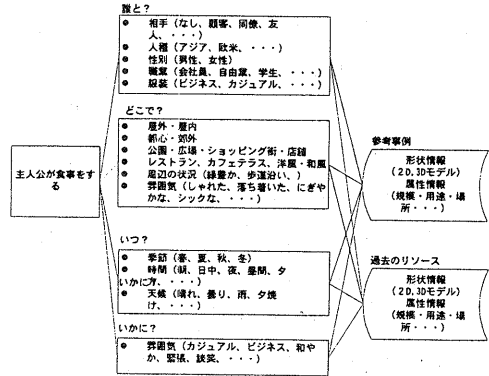 誰と?
● 相手(なし、顧客、同僚、友
人、・・・)
● 人種(アジア、欧米、・・・)
● 性別(男性、女性)
● 職業(会社員、自由業、学生、・・・)
● 服装(ビジネス、カジュアル、・・・)
どこで?
● 屋外・屋内
● 都心・郊外
● 公園・広場・ショッピング街・店舗
● レストラン、カフェテラス、洋風・和風
● 周辺の状況(緑豊か、歩道沿い、)
● 雰囲気(しゃれた、落ち着いた、にぎや
かな、シックな、・・・)
主人公が食事をす
る
いつ?
● 季節(春、夏、秋、冬)
● 時間(朝、日中、夜、昼間、夕
いかに方、・・・)
● 天候(晴れ、曇り、雨、夕焼
け、・・・)
いかに?
● 雰囲気(カジュアル、ビジネス、和や
か、緊張、談笑、・・・)
参考事例
形状情報
(2D,3Dモデル)
属性情報
(規模・用途・場
所・・・)
過去のリソース
形状情報
(2D,3Dモデル)
属性情報
(規模・用途・場
所・・・)